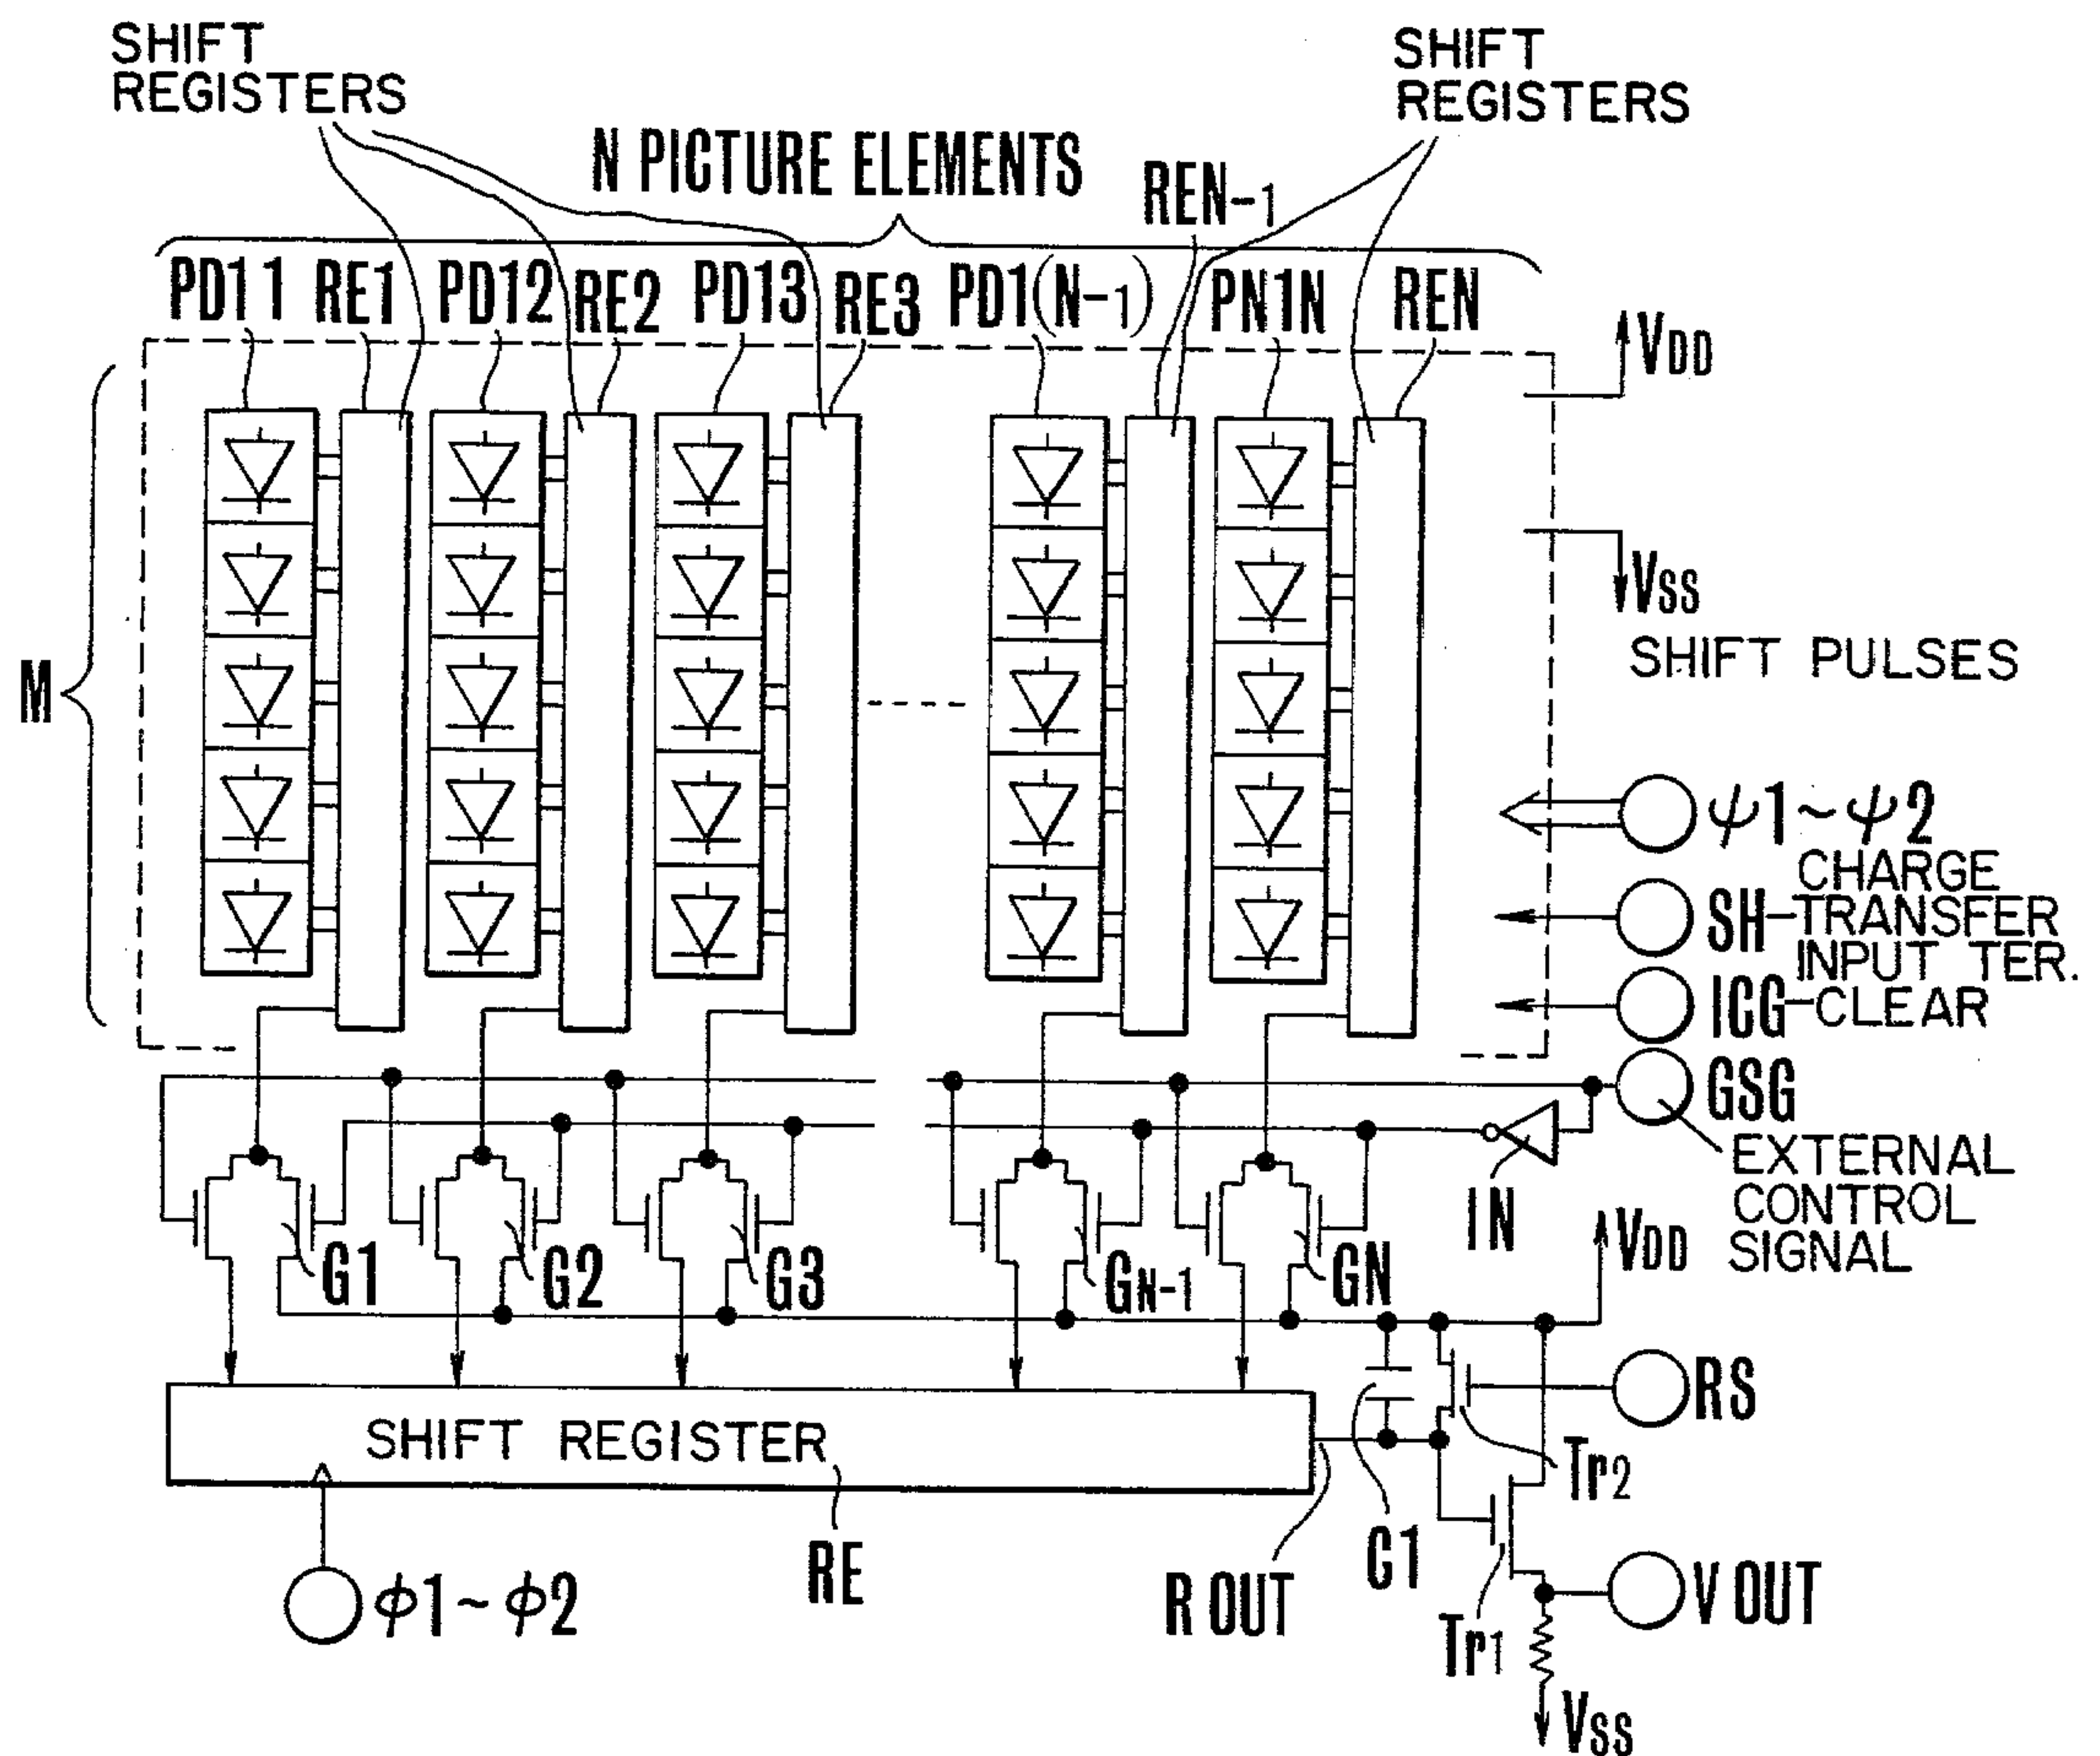 SHIFT
REGISTERS
SHIFT
REGISTERS
N PICTURE ELEMENTS
REN-1
PD11
RE1
PD12
RE2
PD13
RE3
PD1(N-1)
PN1N
REN
VDD
VSS
SHIFT PULSES
M
ψ1~ψ2
CHARGE
SH-TRANSFER
INPUT TER.
ICG-CLEAR
GSG
EXTERNAL
CONTROL
SIGNAL
IN
VDD
G1
G2
G3
GN-1
GN
RS
SHIFT REGISTER
Tr2
RE
R OUT
C1
V OUT
ϕ1~ϕ2
Tr1
VSS